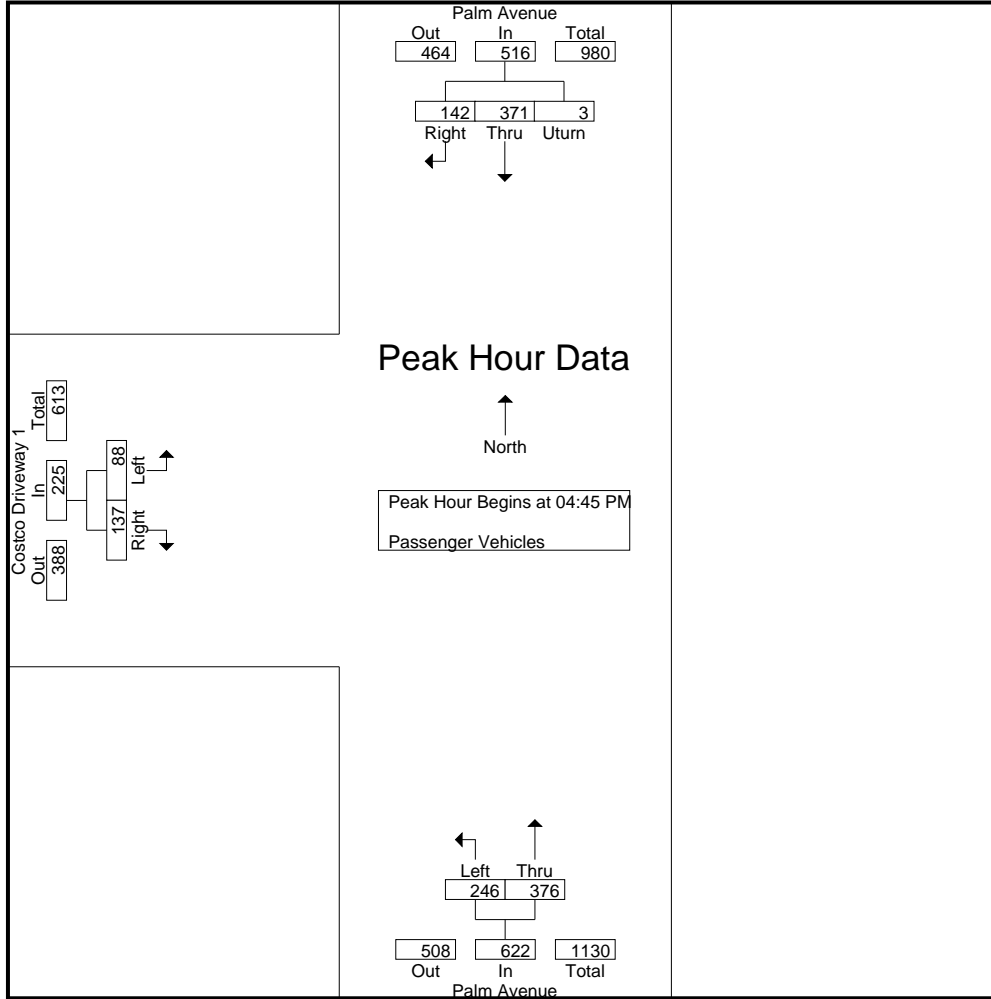 Palm Avenue
Out In Total
464 516 980
142 371 3
Right Thru Uturn
Peak Hour Data
North
Peak Hour Begins at 04:45 PM
Passenger Vehicles
Costco Driveway 1
Out In Total
388 225 613
Right Left
137 88
Left Thru
246 376
508 622 1130
Out In Total
Palm Avenue